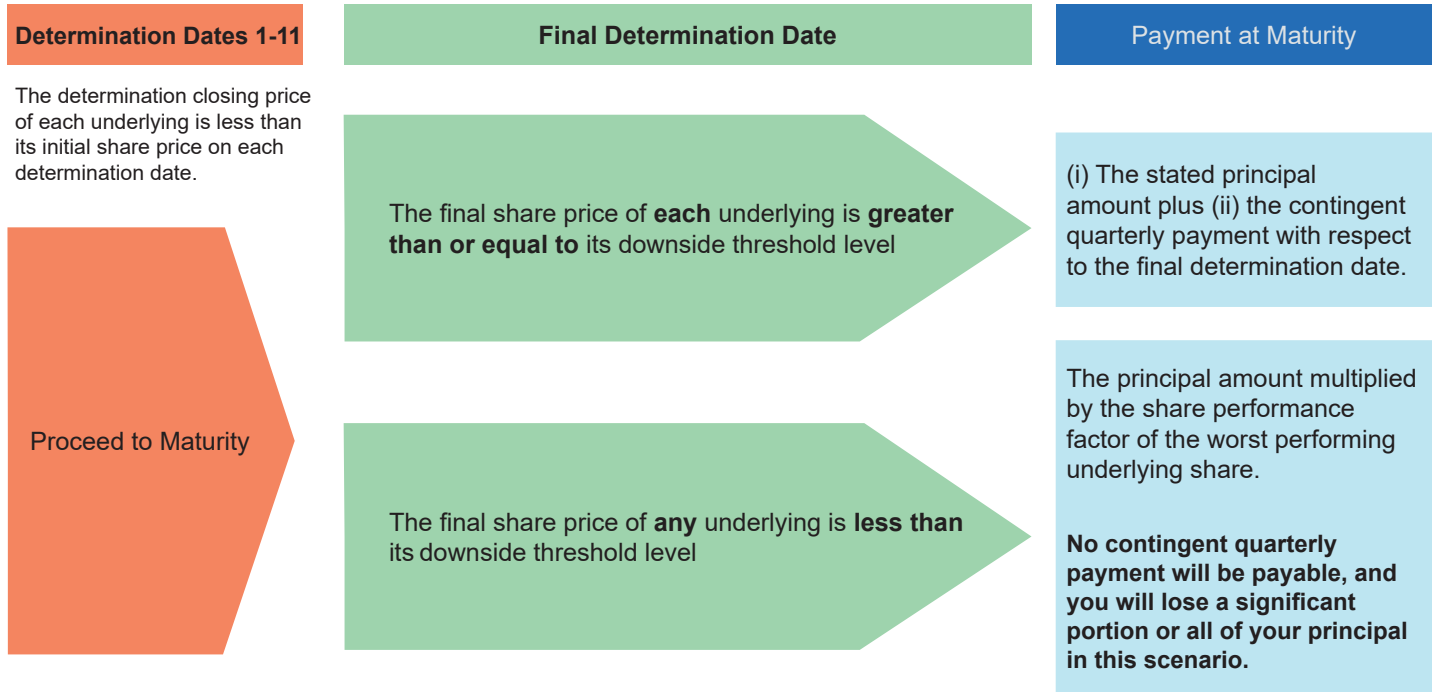 Determination Dates 1-11
Final Determination Date
Payment at Maturity
The determination closing price
of each underlying is less than
its initial share price on each
determination date.
Proceed to Maturity
The final share price of each underlying is greater
than or equal to its downside threshold level
(i) The stated principal
amount plus (ii) the contingent
quarterly payment with respect
to the final determination date.
The final share price of any underlying is less than
its downside threshold level
The principal amount multiplied
by the share performance
factor of the worst performing
underlying share.
No contingent quarterly
payment will be payable, and
you will lose a significant
portion or all of your principal
in this scenario.